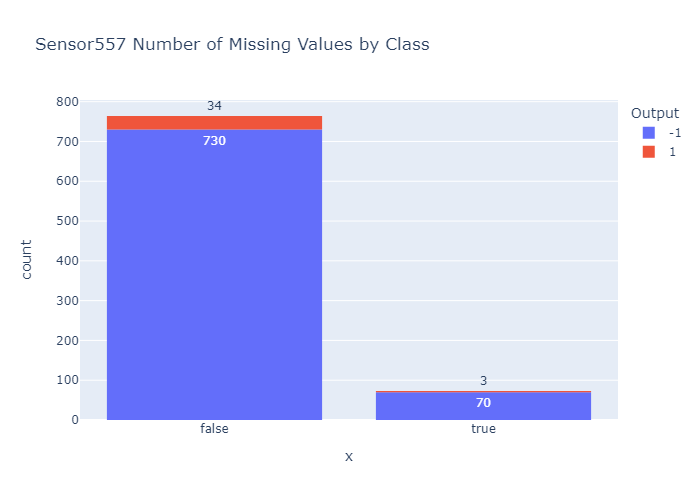 Sensor557 Number of Missing Values by Class
Output
-1
1
count
800
700
600
500
400
300
200
100
0
34
730
3
70
false
true
x